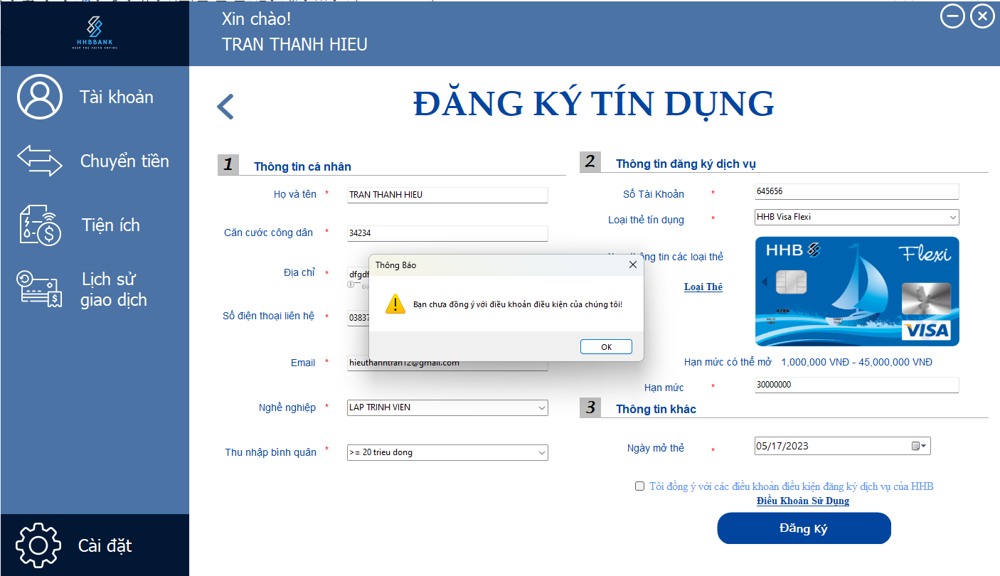 HHBBANK
KEEP THE FAITH ENTIRE
Xin chào!
TRAN THANH HIEU
Tài khoản
Chuyển tiền
Tiện ích
Lịch sử
giao dịch
Cài đặt
ĐĂNG KÝ TÍN DỤNG
1 Thông tin cá nhân
Họ và tên * TRAN THANH HIEU
Căn cước công dân * 34234
Địa chỉ * dfgdf
Số điện thoại liên hệ * 03837
Email * hieuthanhtran12@gmail.com
Nghề nghiệp * LAP TRINH VIEN
Thu nhập bình quân * >= 20 trieu dong
2 Thông tin đăng ký dịch vụ
Số Tài Khoản * 645656
Loại thẻ tín dụng * HHB Visa Flexi
thông tin các loại thẻ
Loại Thẻ
HHB
Flexi
4286
VISA
Hạn mức có thể mở 1,000,000 VNĐ - 45,000,000 VNĐ
Hạn mức * 30000000
3 Thông tin khác
Ngày mở thẻ * 05/17/2023
Tôi đồng ý với các điều khoản điều kiện đăng ký dịch vụ của HHB
Điều Khoản Sử Dụng
Đăng Ký
Thông Báo
Bạn chưa đồng ý với điều khoản điều kiện của chúng tôi!
OK